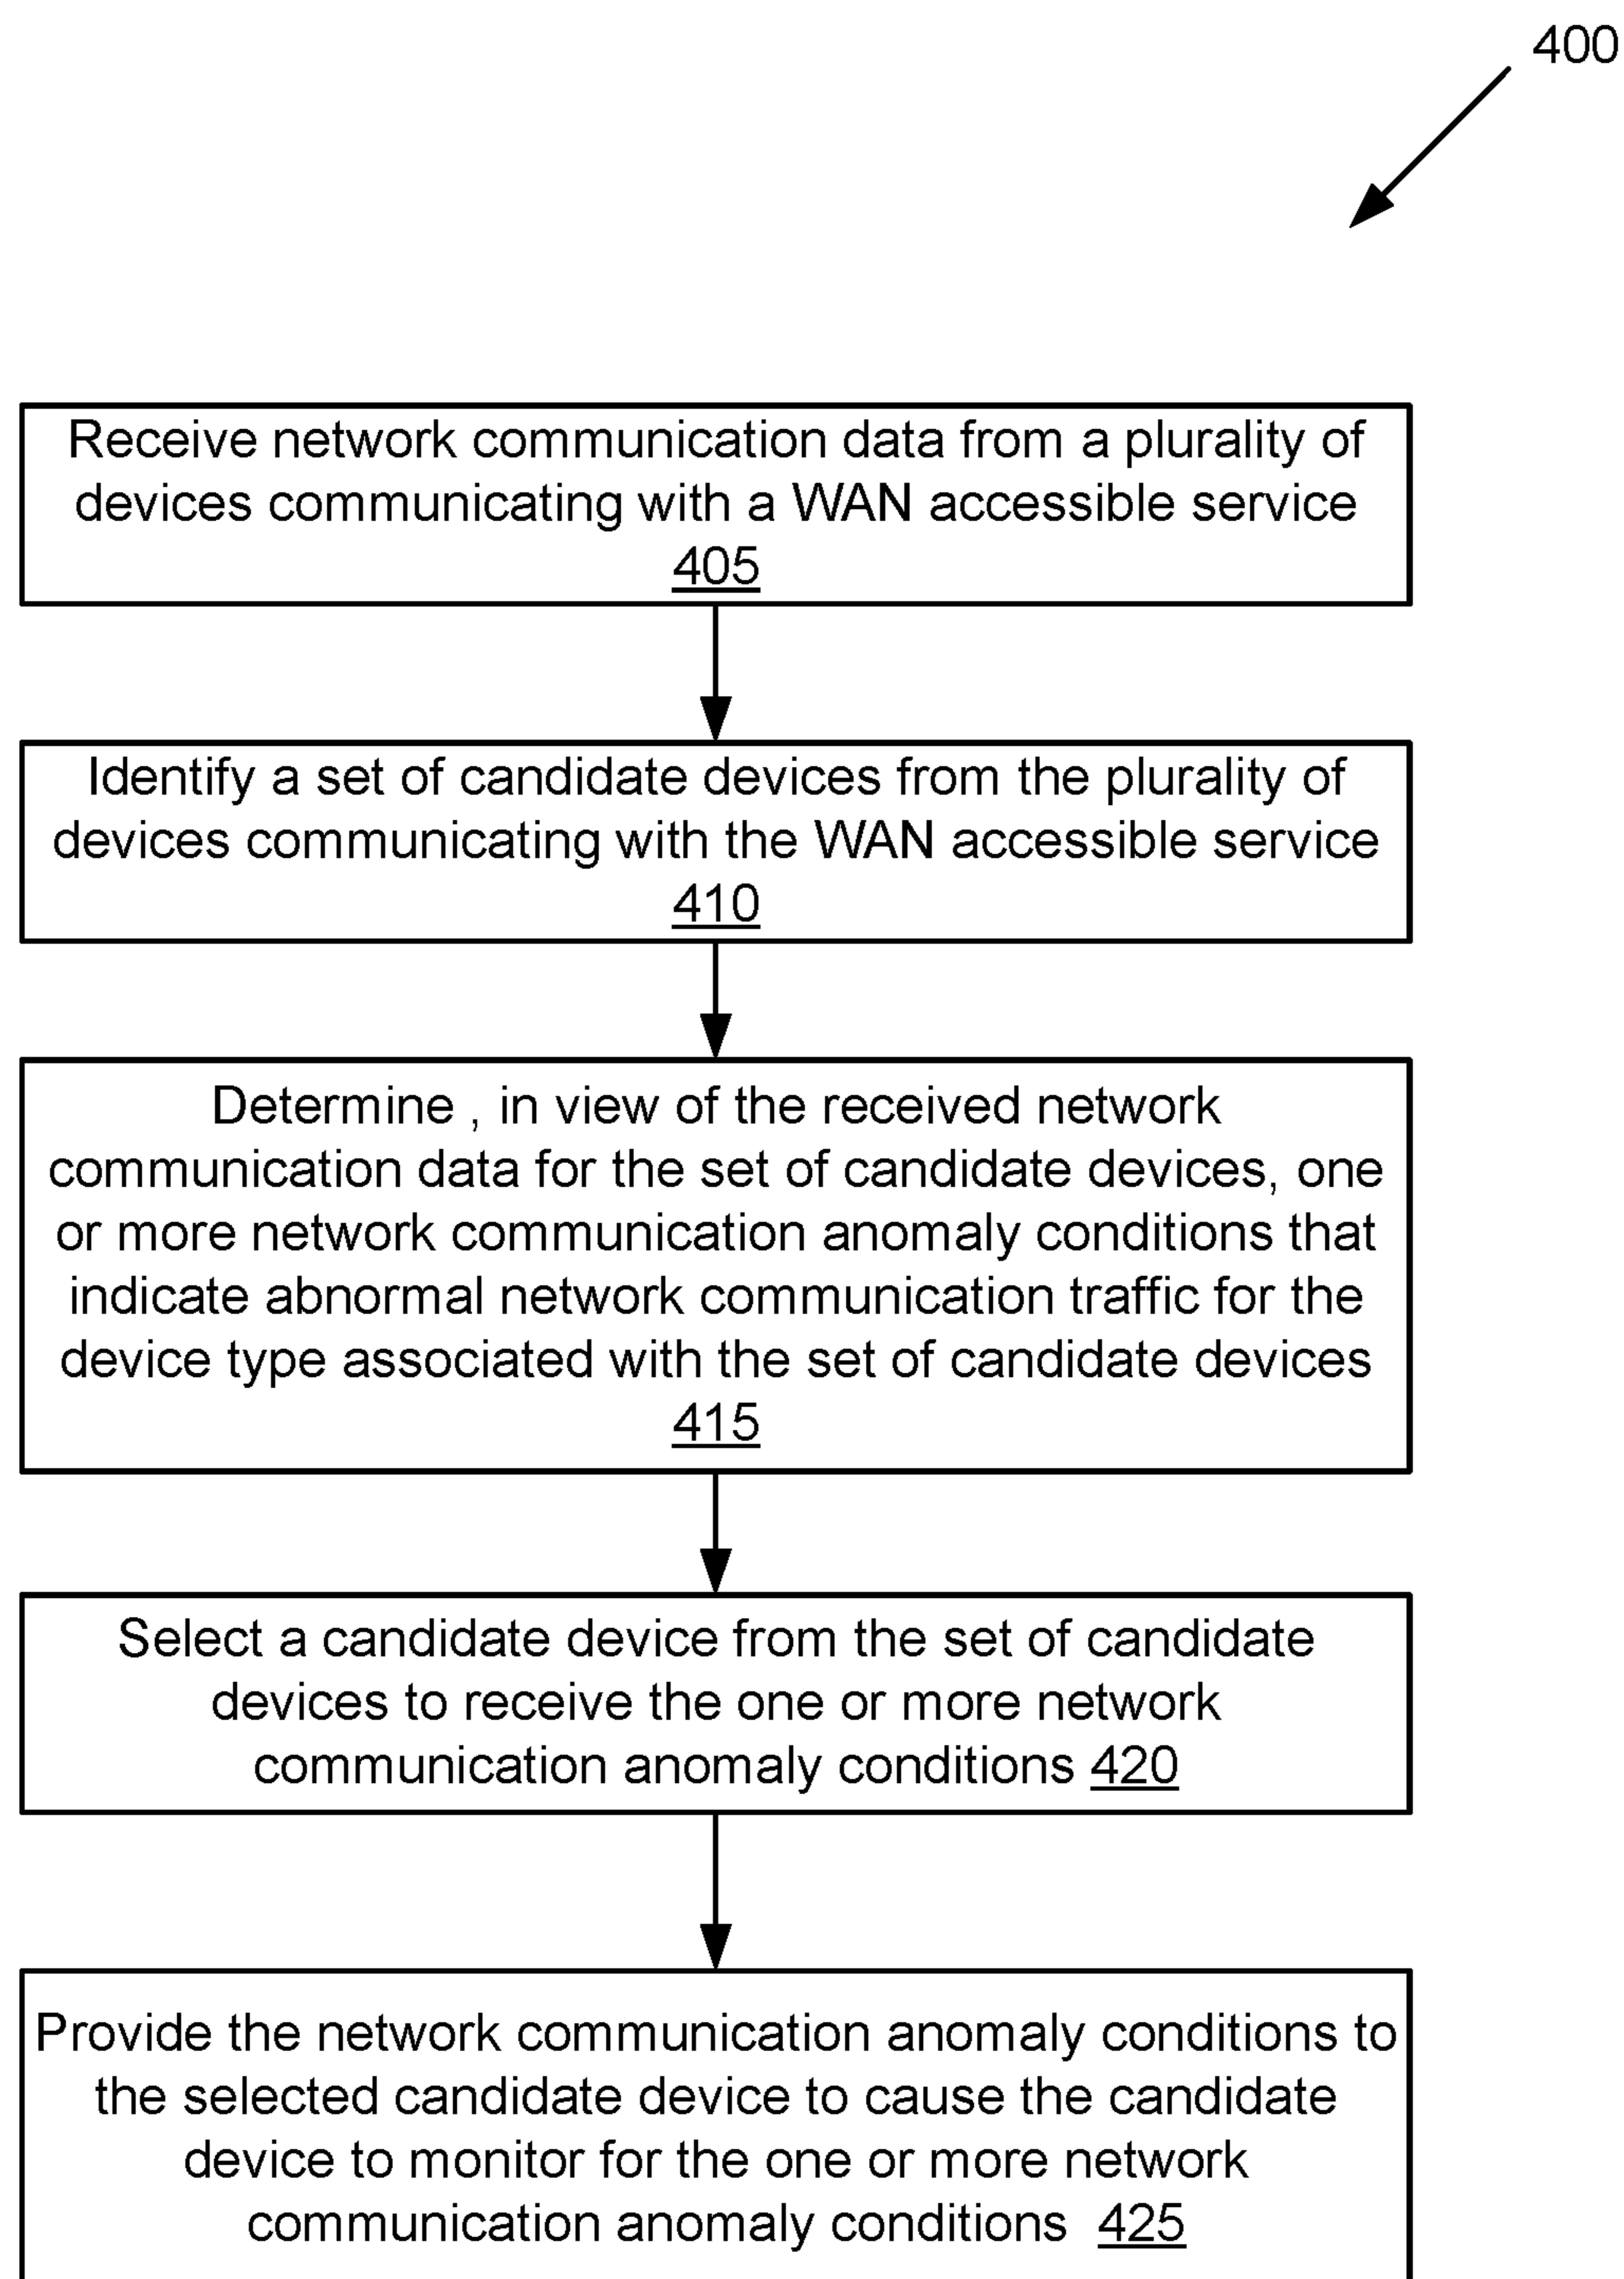 400
Receive network communication data from a plurality of
devices communicating with a WAN accessible service
405
Identify a set of candidate devices from the plurality of
devices communicating with the WAN accessible service
410
Determine , in view of the received network
communication data for the set of candidate devices, one
or more network communication anomaly conditions that
indicate abnormal network communication traffic for the
device type associated with the set of candidate devices
415
Select a candidate device from the set of candidate
devices to receive the one or more network
communication anomaly conditions 420
Provide the network communication anomaly conditions to
the selected candidate device to cause the candidate
device to monitor for the one or more network
communication anomaly conditions 425